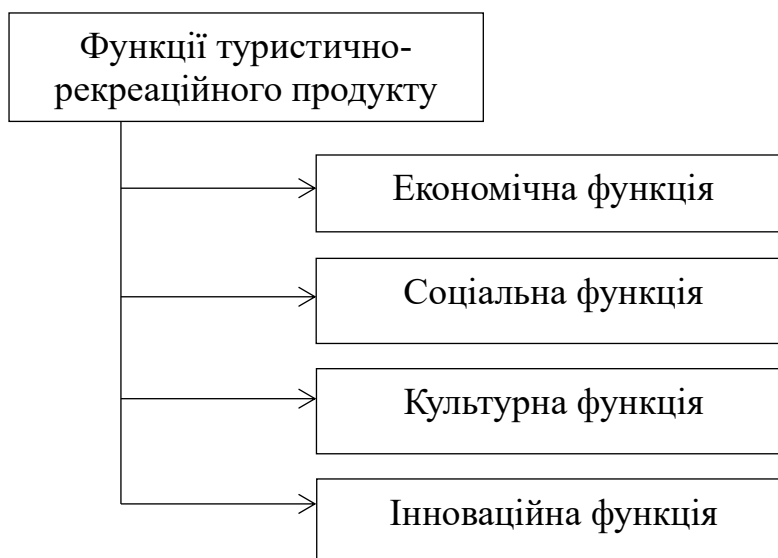 Функції туристично-
рекреаційного продукту
Економічна функція
Соціальна функція
Культурна функція
Інноваційна функція